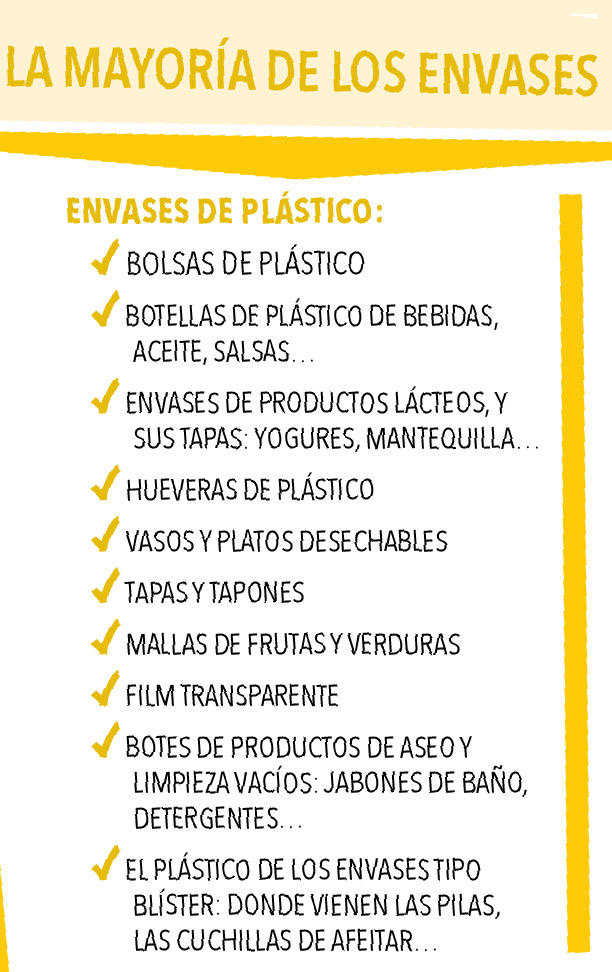 LA MAYORÍA DE LOS ENVASES
ENVASES DE PLÁSTICO:
BOLSAS DE PLÁSTICO
BOTELLAS DE PLÁSTICO DE BEBIDAS,
ACEITE, SALSAS...
ENVASES DE PRODUCTOS LÁCTEOS, Y
SUS TAPAS: YOGURES, MANTEQUILLA...
HUEVERAS DE PLÁSTICO
VASOS Y PLATOS DESECHABLES
TAPAS Y TAPONES
MALLAS DE FRUTAS Y VERDURAS
FILM TRANSPARENTE
BOTES DE PRODUCTOS DE ASEO Y
LIMPIEZA VACÍOS: JABONES DE BAÑO,
DETERGENTES...
EL PLÁSTICO DE LOS ENVASES TIPO
BLÍSTER: DONDE VIENEN LAS PILAS,
LAS CUCHILLAS DE AFEITAR...